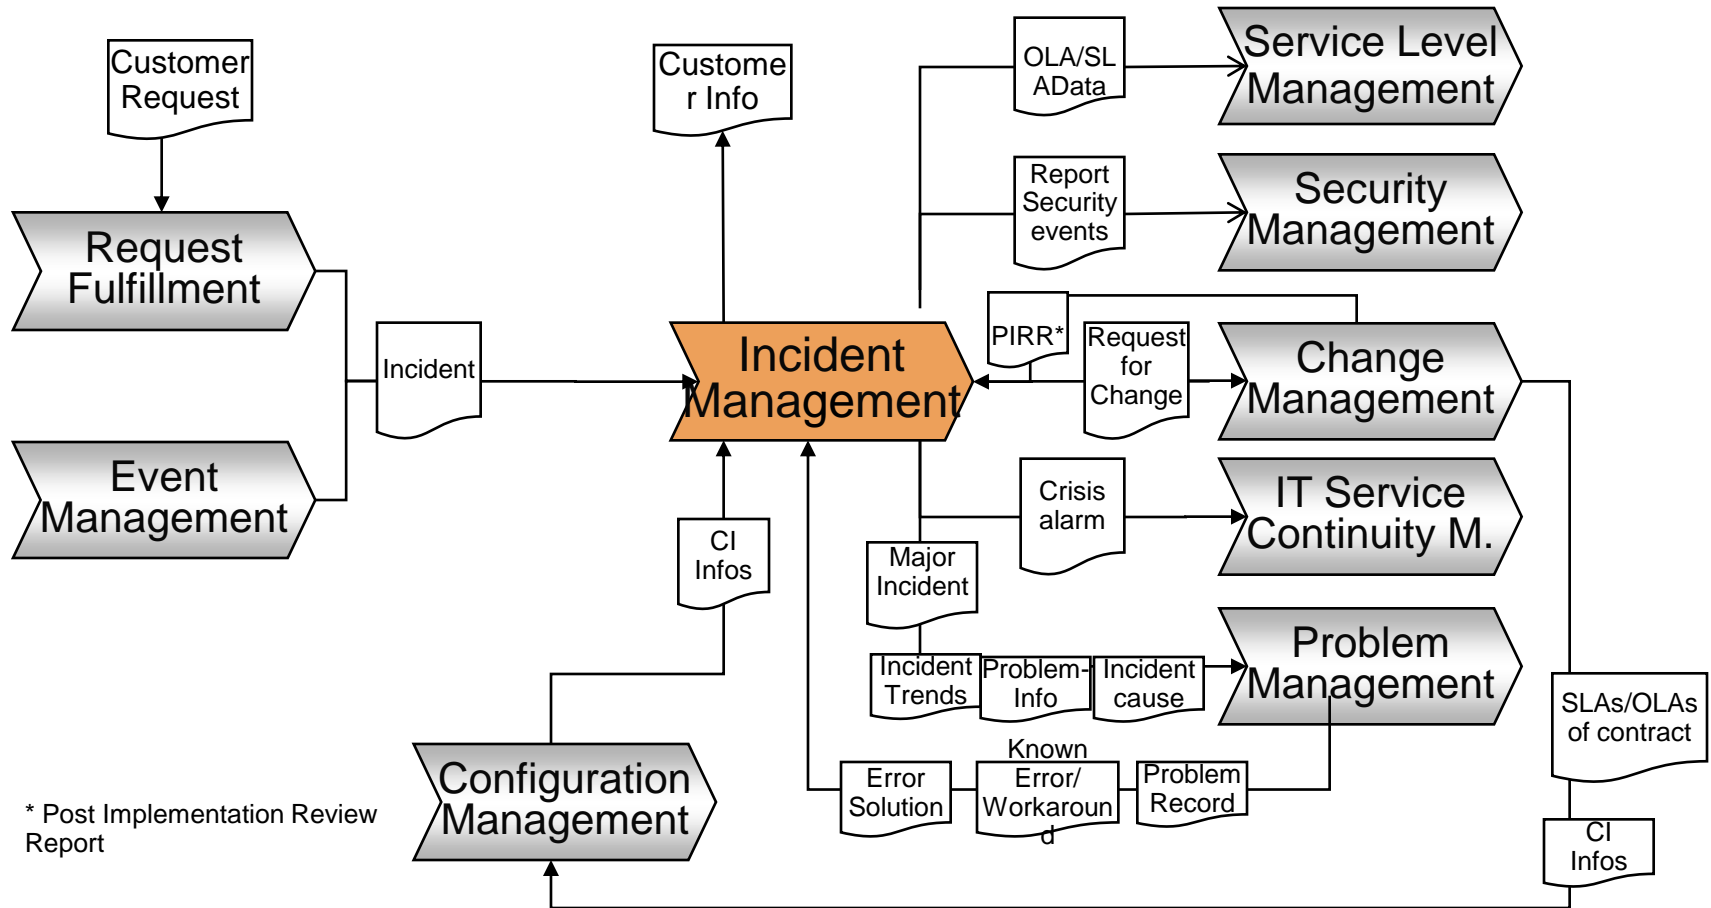 Customer
Request
Custome
r Info
OLA/SL
AData
Service Level
Management
Report
Security
events
Security
Management
Request
Fulfillment
Incident
Incident
Management
PIRR*
Request
for
Change
Change
Management
Event
Management
CI
Infos
Crisis
alarm
IT Service
Continuity M.
Major
Incident
Incident
Trends
Problem-
Info
Incident
cause
Problem
Management
SLAs/OLAs
of contract
Configuration
Management
Error
Solution
Known
Error/
Workaroun
d
Problem
Record
CI
Infos
* Post Implementation Review
Report